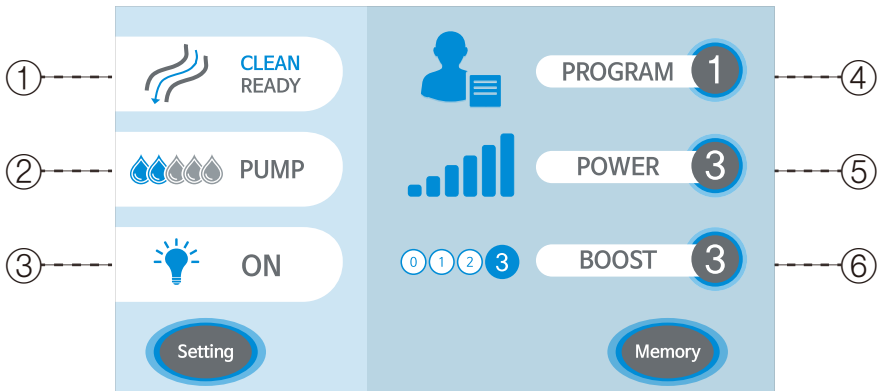 ①
CLEAN
READY
PROGRAM 1
④
②
PUMP
POWER 3
⑤
③
ON
0 1 2 3
BOOST 3
⑥
Setting
Memory